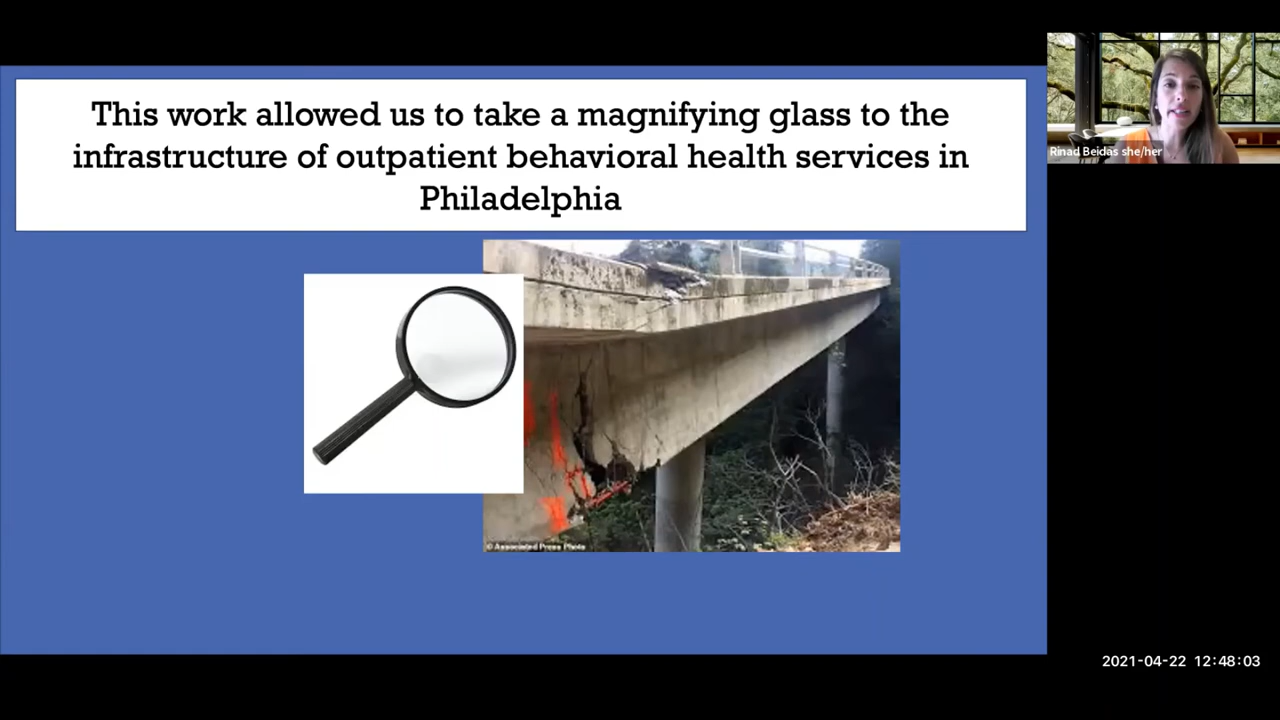 This work allowed us to take a magnifying glass to the
infrastructure of outpatient behavioral health services in
Philadelphia
© Associated Press Photo
Rinad Beidas she/her
2021-04-22 12:48:03